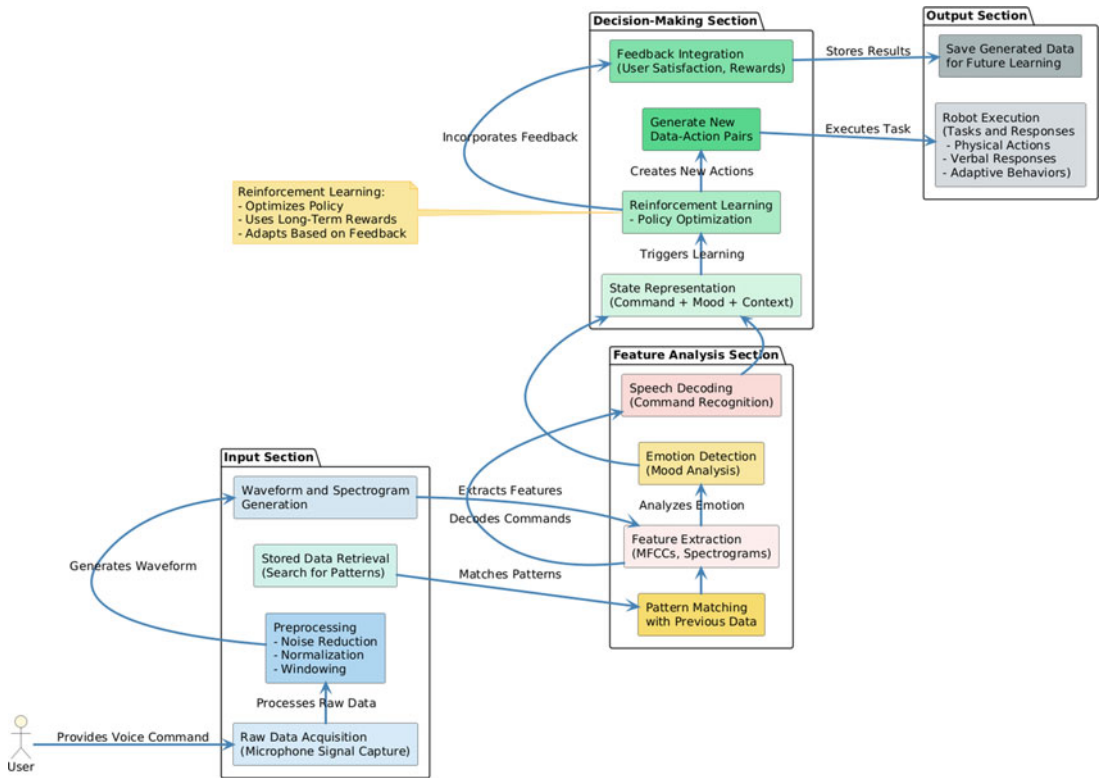 Decision-Making Section
Feedback Integration
(User Satisfaction, Rewards)
Stores Results
Output Section
Save Generated Data
for Future Learning
Incorporates Feedback
Generate New
Data-Action Pairs
Executes Task
Robot Execution
(Tasks and Responses
- Physical Actions
- Verbal Responses
- Adaptive Behaviors)
Creates New Actions
Reinforcement Learning:
- Optimizes Policy
- Uses Long-Term Rewards
- Adapts Based on Feedback
Reinforcement Learning
- Policy Optimization
Triggers Learning
State Representation
(Command + Mood + Context)
Feature Analysis Section
Speech Decoding
(Command Recognition)
Emotion Detection
(Mood Analysis)
Analyzes Emotion
Input Section
Waveform and Spectrogram
Generation
Extracts Features
Decodes Commands
Feature Extraction
(MFCCs, Spectrograms)
Generates Waveform
Stored Data Retrieval
(Search for Patterns)
Matches Patterns
Pattern Matching
with Previous Data
Preprocessing
- Noise Reduction
- Normalization
- Windowing
Processes Raw Data
User
Provides Voice Command
Raw Data Acquisition
(Microphone Signal Capture)